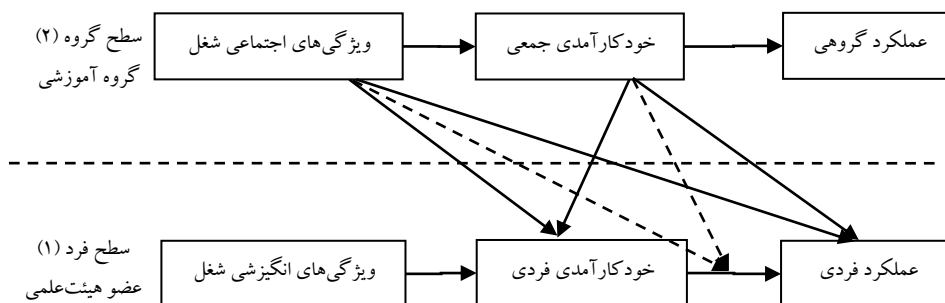 سطح گروه (۲)
گروه آموزشی
ویژگی‌های اجتماعی شغل
خودکارآمدی جمعی
عملکرد گروهی
سطح فرد (۱)
عضو هیئت‌علمی
ویژگی‌های انگیزشی شغل
خودکارآمدی فردی
عملکرد فردی